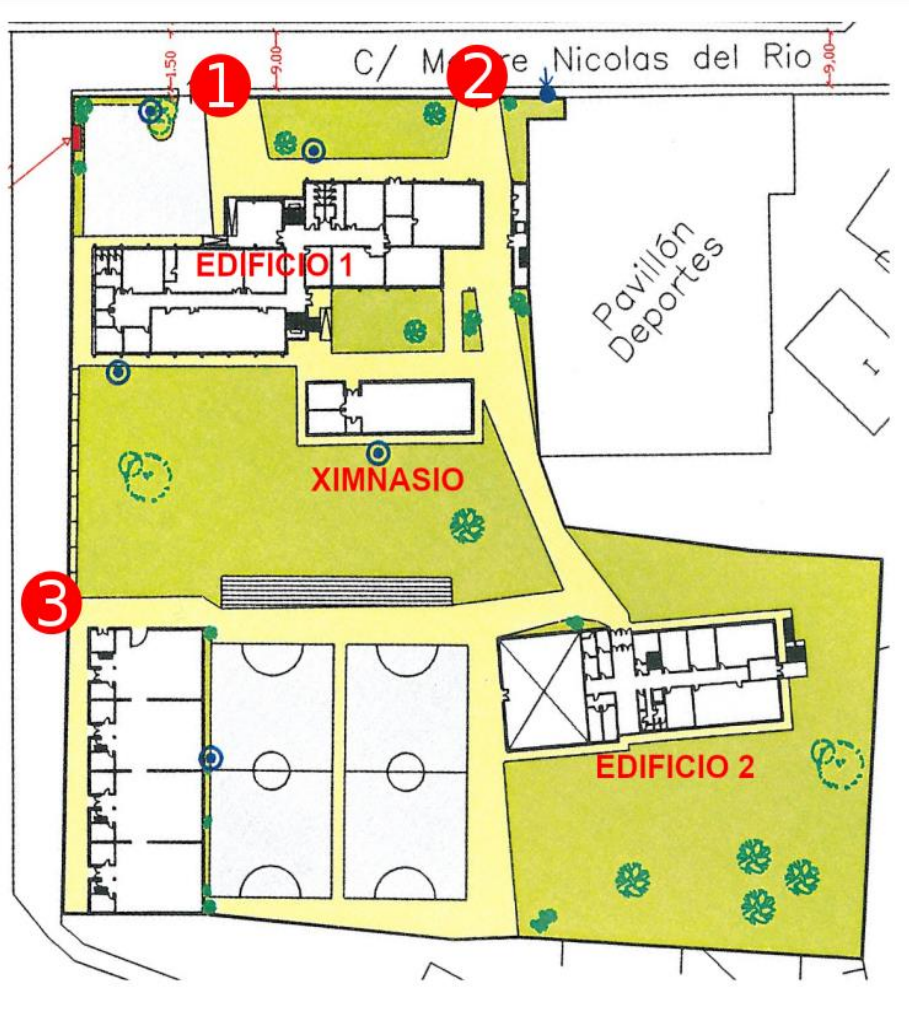 1.50
9.00
C/ M re Nicolas del Rio
9.00
1
2
Pavillón
Deportes
EDIFICIO 1
I
XIMNASIO
3
EDIFICIO 2